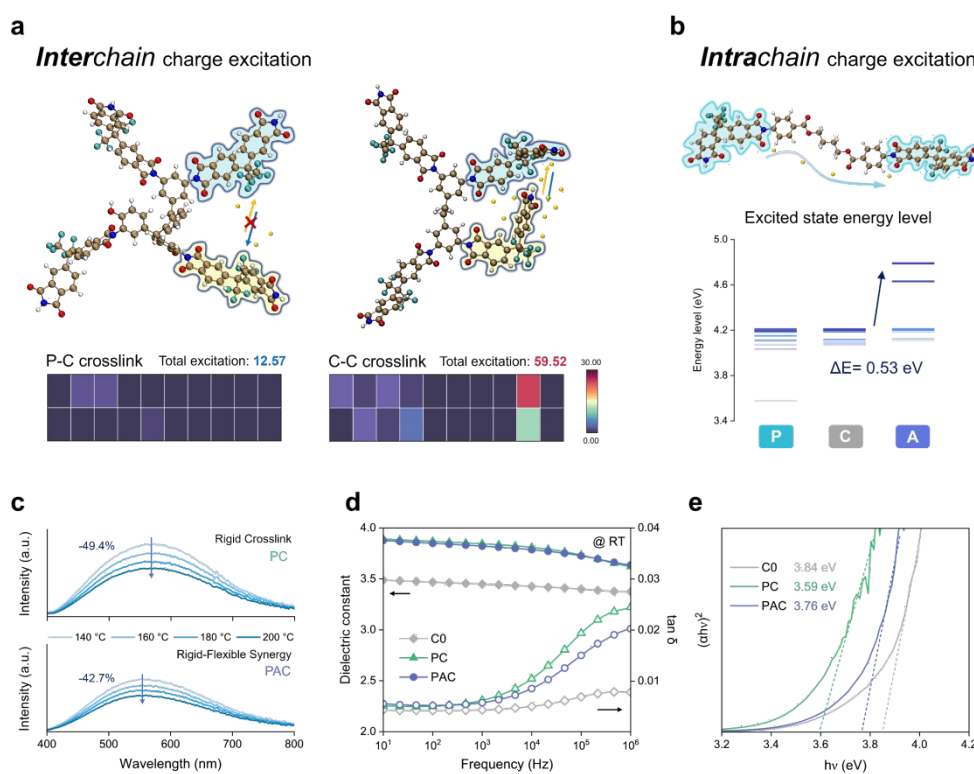 a
Interchain charge excitation
P-C crosslink
Total excitation: 12.57
C-C crosslink
Total excitation: 59.52
30.00
0.00
b
Intrachain charge excitation
Excited state energy level
Energy level (eV)
5.0
4.6
4.2
3.8
3.4
ΔE= 0.53 eV
P
C
A
c
Intensity (a.u.)
-49.4%
Rigid Crosslink
PC
140 °C
160 °C
180 °C
200 °C
Intensity (a.u.)
-42.7%
Rigid-Flexible Synergy
PAC
400
500
600
700
800
Wavelength (nm)
d
Dielectric constant
4.0
3.5
3.0
2.5
2.0
@ RT
C0
PC
PAC
0.04
0.03
0.02
0.01
0.00
tan δ
10¹
10²
10³
10⁴
10⁵
10⁶
Frequency (Hz)
e
(αhν)²
C0 3.84 eV
PC 3.59 eV
PAC 3.76 eV
3.2
3.4
3.6
3.8
4.0
4.2
hν (eV)